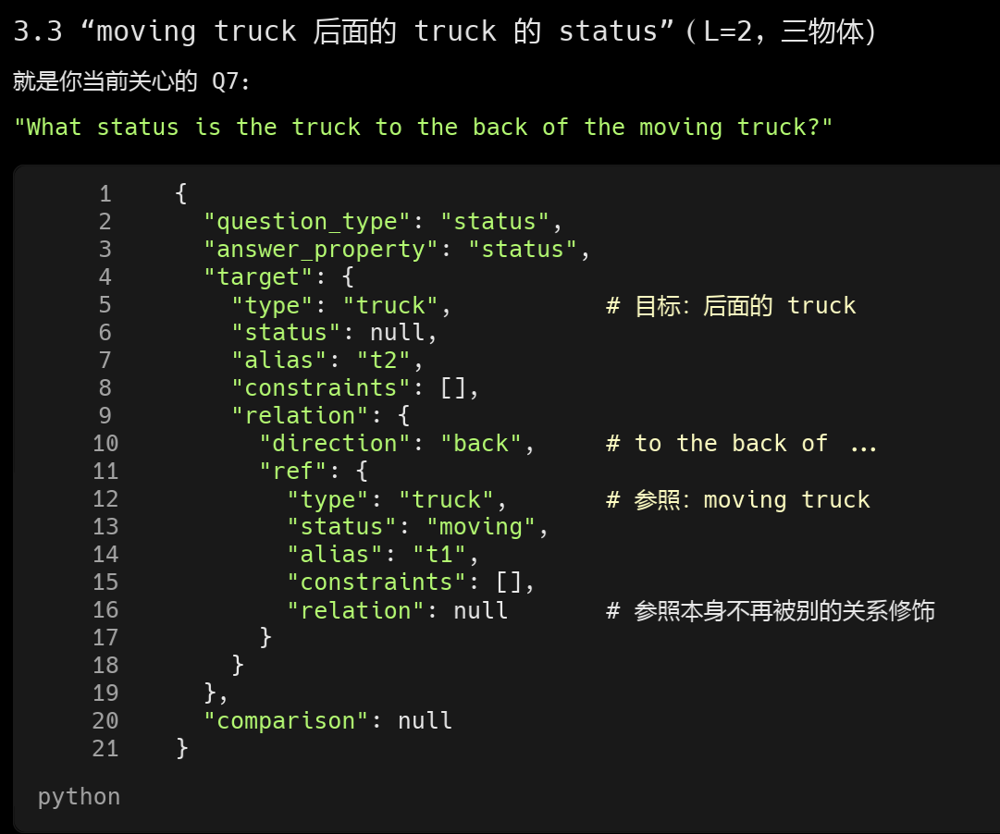 3.3 “moving truck 后面的 truck 的 status”（L=2，三物体）
就是你当前关心的 Q7：
"What status is the truck to the back of the moving truck?"
1 {
2 "question_type": "status",
3 "answer_property": "status",
4 "target": {
5 "type": "truck", # 目标：后面的 truck
6 "status": null,
7 "alias": "t2",
8 "constraints": [],
9 "relation": {
10 "direction": "back", # to the back of ...
11 "ref": {
12 "type": "truck", # 参照：moving truck
13 "status": "moving",
14 "alias": "t1",
15 "constraints": [],
16 "relation": null # 参照本身不再被别的关系修饰
17 }
18 }
19 },
20 "comparison": null
21 }
python